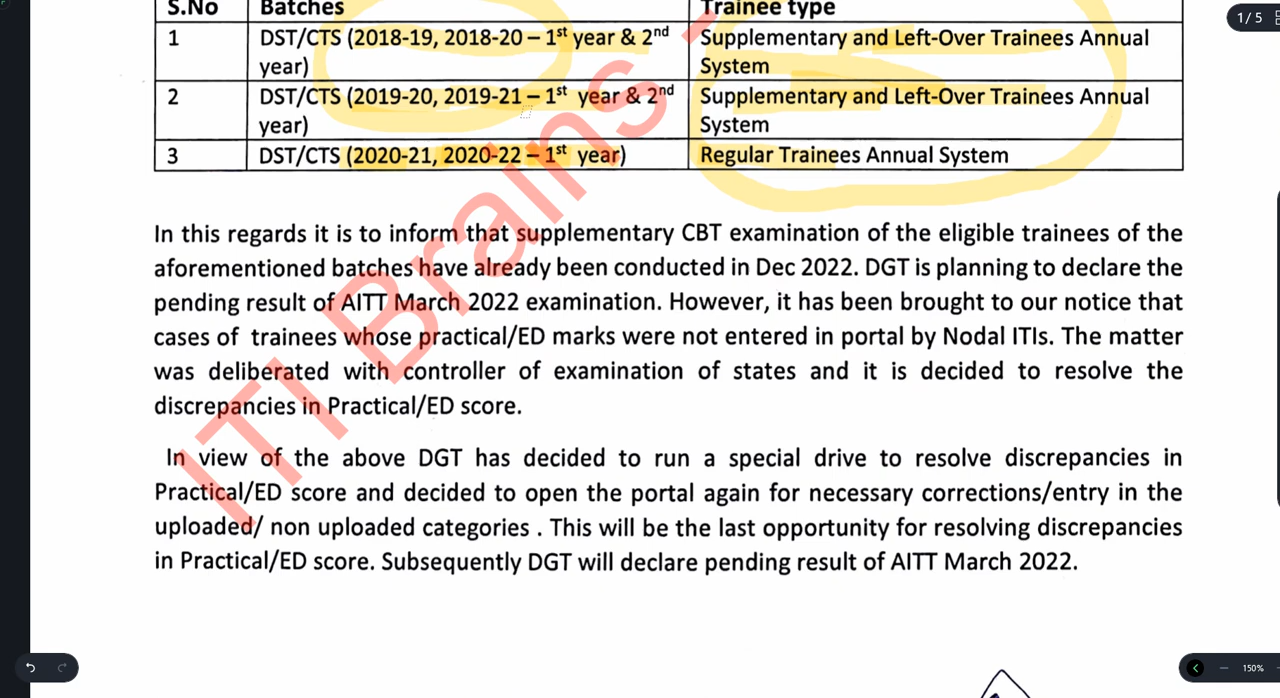 S.No Batches Trainee type
1 DST/CTS (2018-19, 2018-20 – 1st year & 2nd year) Supplementary and Left-Over Trainees Annual System
2 DST/CTS (2019-20, 2019-21 – 1st year & 2nd year) Supplementary and Left-Over Trainees Annual System
3 DST/CTS (2020-21, 2020-22 – 1st year) Regular Trainees Annual System
In this regards it is to inform that supplementary CBT examination of the eligible trainees of the
aforementioned batches have already been conducted in Dec 2022. DGT is planning to declare the
pending result of AITT March 2022 examination. However, it has been brought to our notice that
cases of trainees whose practical/ED marks were not entered in portal by Nodal ITIs. The matter
was deliberated with controller of examination of states and it is decided to resolve the
discrepancies in Practical/ED score.
In view of the above DGT has decided to run a special drive to resolve discrepancies in
Practical/ED score and decided to open the portal again for necessary corrections/entry in the
uploaded/ non uploaded categories . This will be the last opportunity for resolving discrepancies
in Practical/ED score. Subsequently DGT will declare pending result of AITT March 2022.
ITI Brains
1 / 5
150%